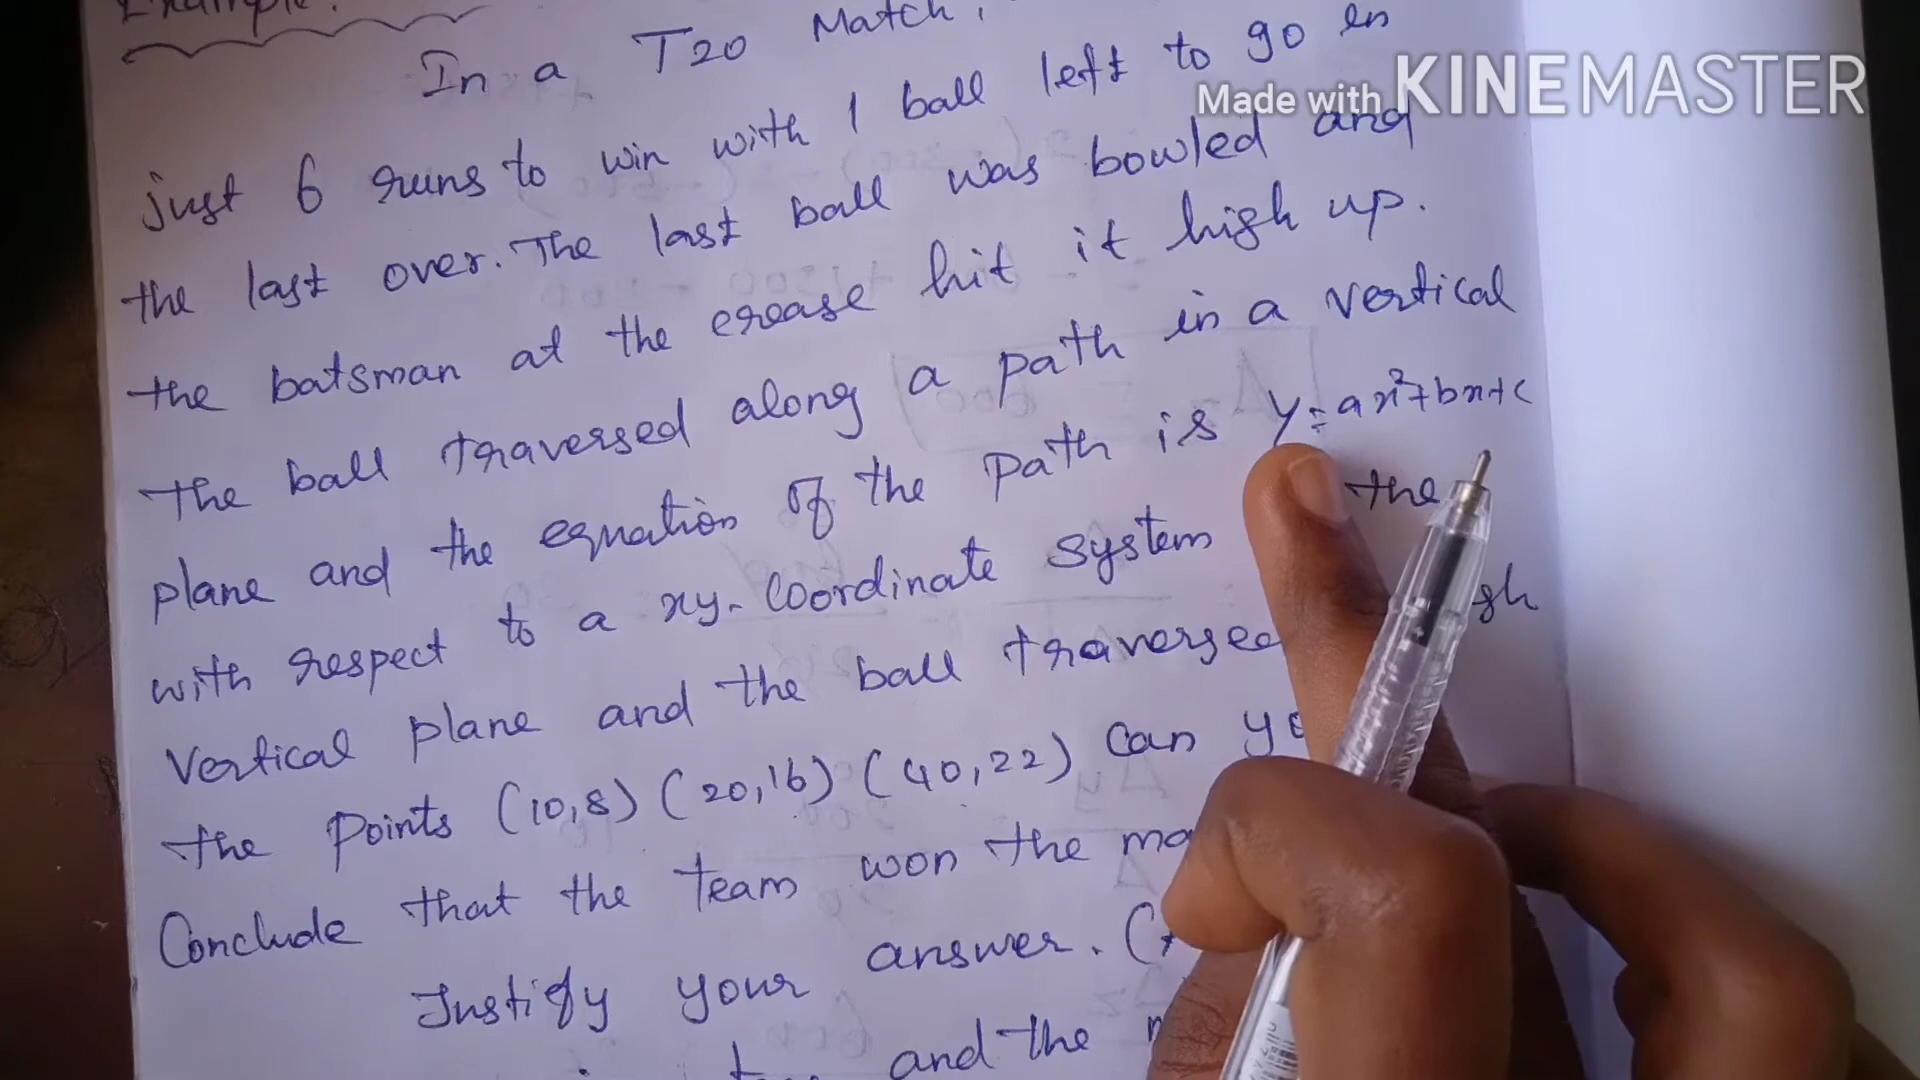 Example:
In a T20 Match,
just 6 runs to win with 1 ball left to go in
the last over. The last ball was bowled and
the batsman at the crease hit it high up.
The ball traversed along a path in a vertical
plane and the equation of the path is y=ax²+bx+c
with respect to a xy-Coordinate system the
Vertical plane and the ball traversed gh
the points (10,8) (20,16) (40,22) Can yo
Conclude that the team won the ma
Justify your answer. (
and the
Made with KINEMASTER